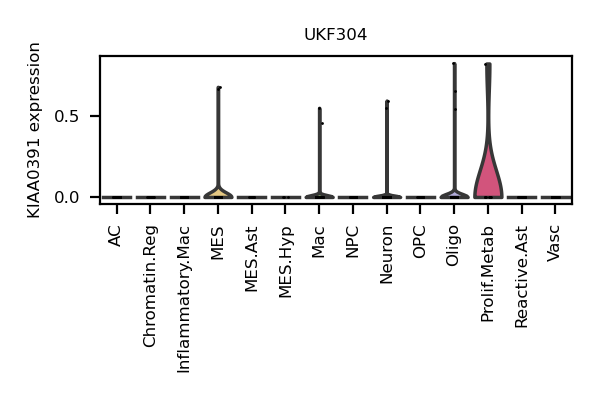 UKF304
KIAA0391 expression
0.5
0.0
AC
Chromatin.Reg
Inflammatory.Mac
MES
MES.Ast
MES.Hyp
Mac
NPC
Neuron
OPC
Oligo
Prolif.Metab
Reactive.Ast
Vasc